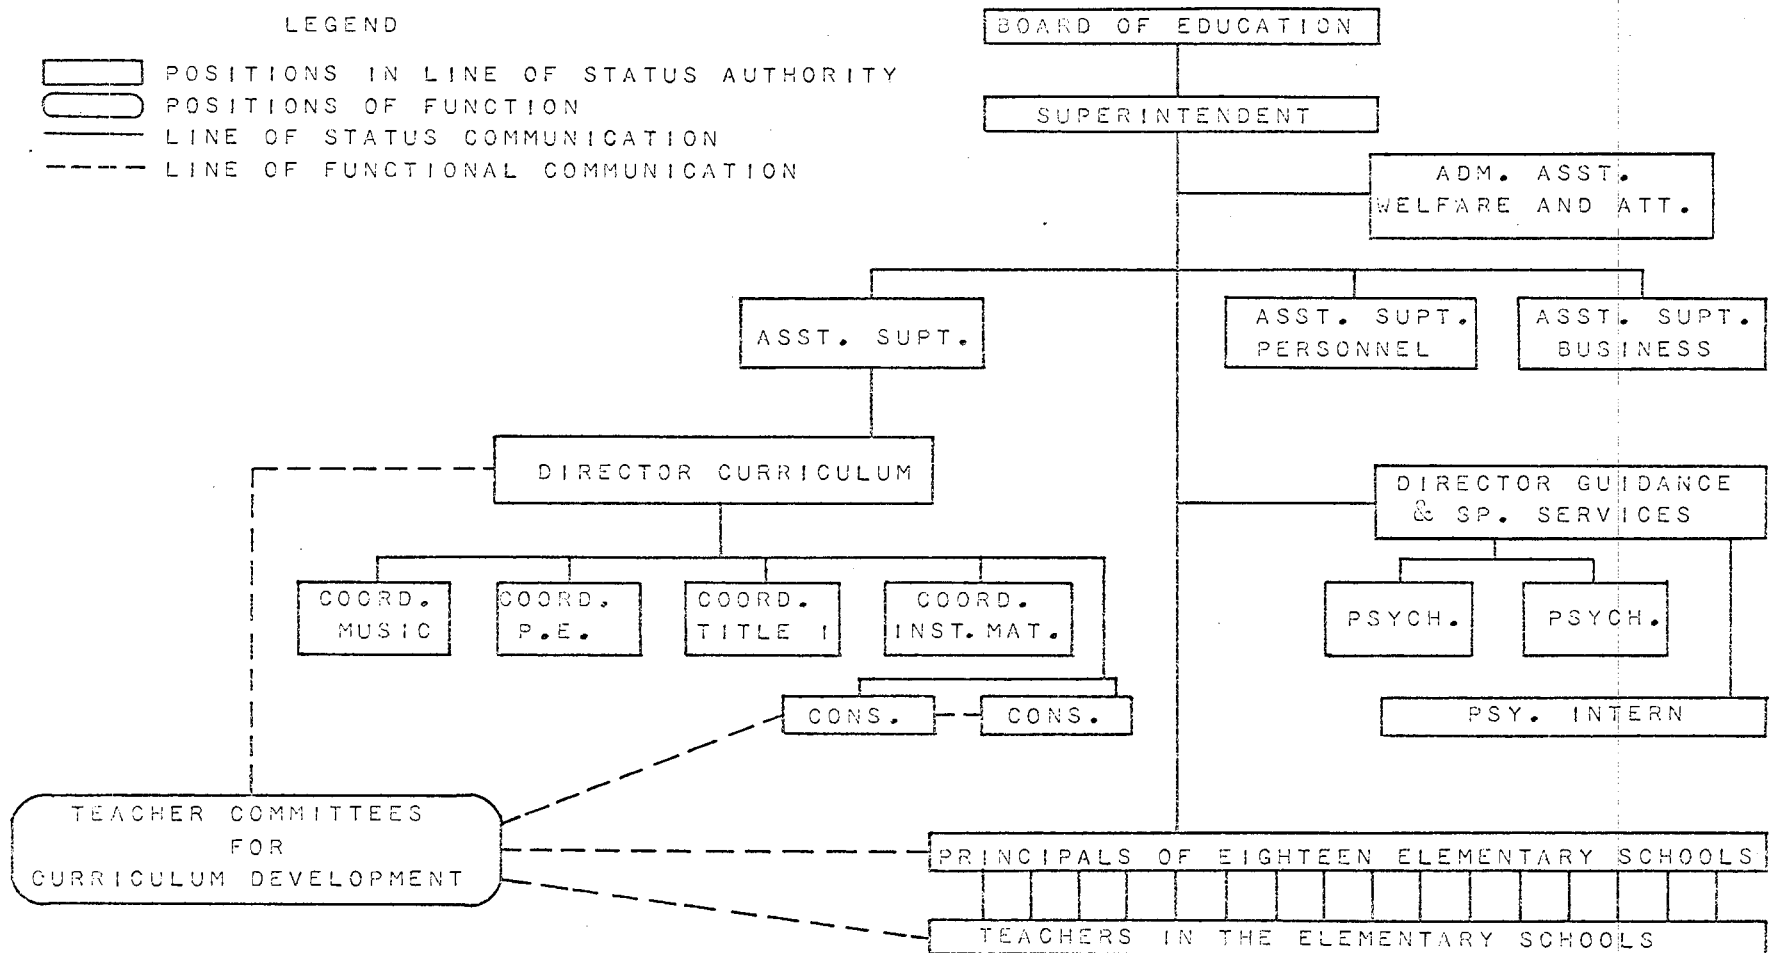 LEGEND
POSITIONS IN LINE OF STATUS AUTHORITY
POSITIONS OF FUNCTION
LINE OF STATUS COMMUNICATION
LINE OF FUNCTIONAL COMMUNICATION
BOARD OF EDUCATION
SUPERINTENDENT
ADM. ASST.
WELFARE AND ATT.
ASST. SUPT.
ASST. SUPT.
PERSONNEL
ASST. SUPT.
BUSINESS
DIRECTOR CURRICULUM
DIRECTOR GUIDANCE
& SP. SERVICES
COORD.
MUSIC
COORD.
P.E.
COORD.
TITLE I
COORD.
INST. MAT.
PSYCH.
PSYCH.
CONS.
CONS.
PSY. INTERN
TEACHER COMMITTEES
FOR
CURRICULUM DEVELOPMENT
PRINCIPALS OF EIGHTEEN ELEMENTARY SCHOOLS
TEACHERS IN THE ELEMENTARY SCHOOLS